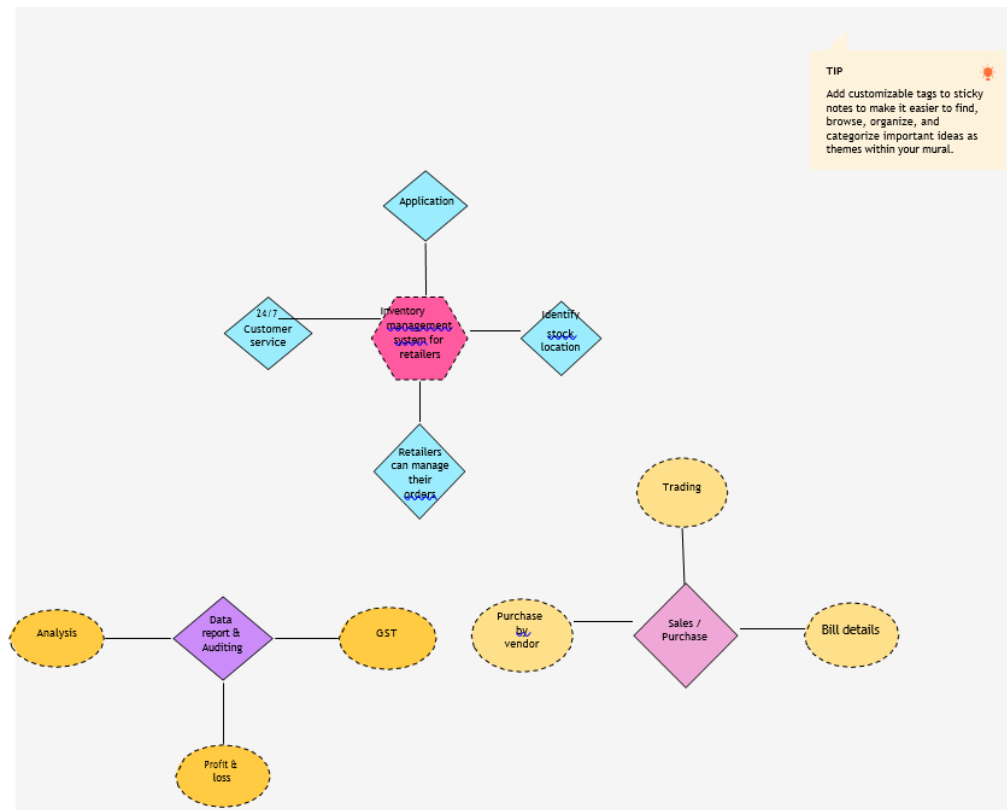 TIP
Add customizable tags to sticky
notes to make it easier to find,
browse, organize, and
categorize important ideas as
themes within your mural.
Application
24/7
Customer
service
Inventory
management
system for
retailers
Identify
stock
location
Retailers
can manage
their
orders
Trading
Analysis
Data
report &
Auditing
GST
Purchase
by
vendor
Sales /
Purchase
Bill details
Profit &
loss